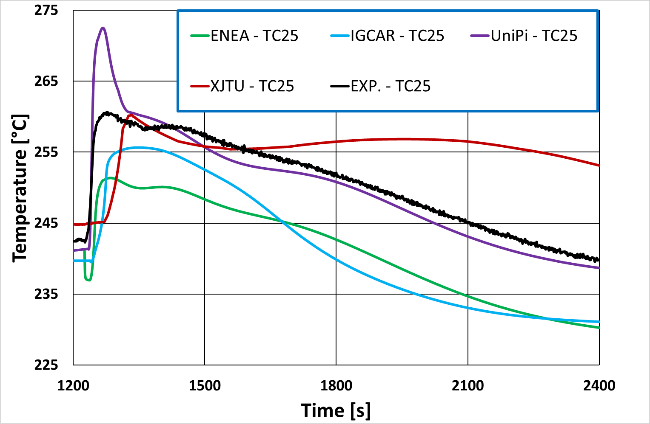 275
ENEA - TC25 IGCAR - TC25 UniPi - TC25
XJTU - TC25 EXP. - TC25
265
255
245
235
225
Temperature [°C]
1200 1500 1800 2100 2400
Time [s]